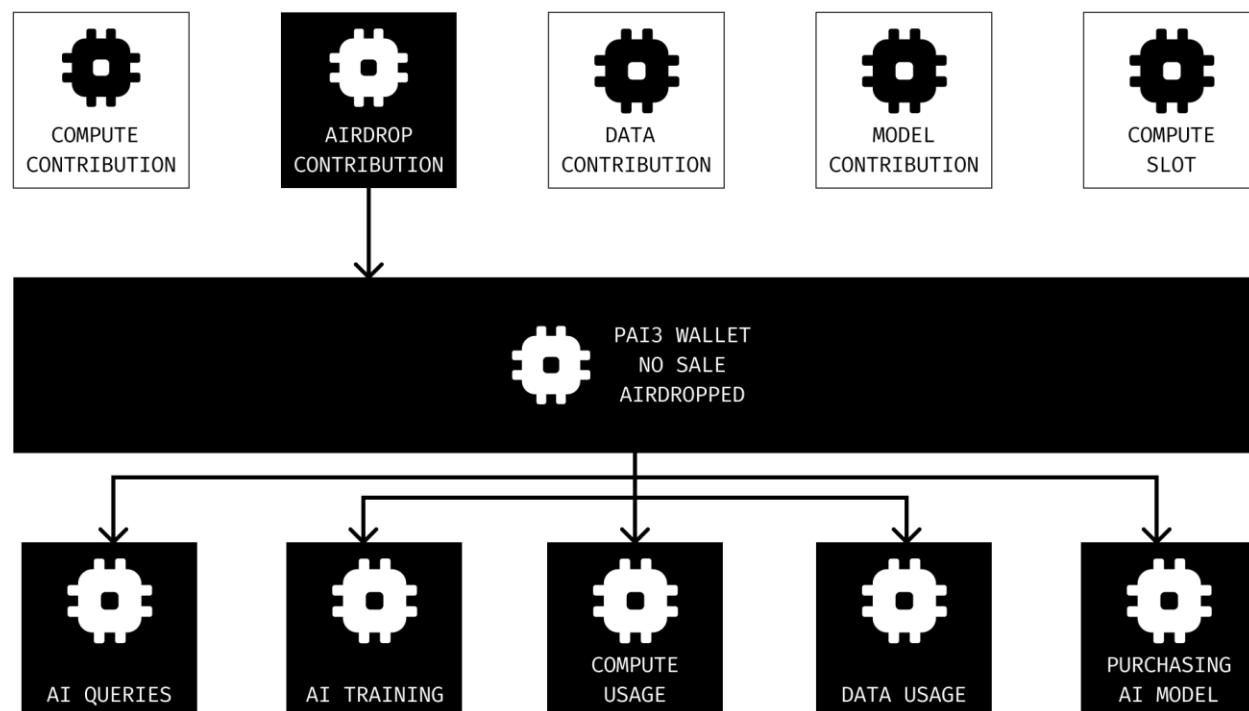 COMPUTE
CONTRIBUTION
AIRDROP
CONTRIBUTION
DATA
CONTRIBUTION
MODEL
CONTRIBUTION
COMPUTE
SLOT
PAI3 WALLET
NO SALE
AIRDROPPED
AI QUERIES
AI TRAINING
COMPUTE
USAGE
DATA USAGE
PURCHASING
AI MODEL